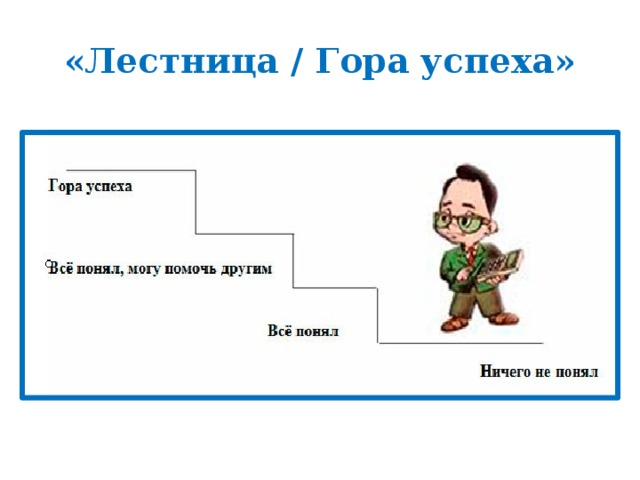 «Лестница / Гора успеха»
Гора успеха
Всё понял, могу помочь другим
Всё понял
Ничего не понял